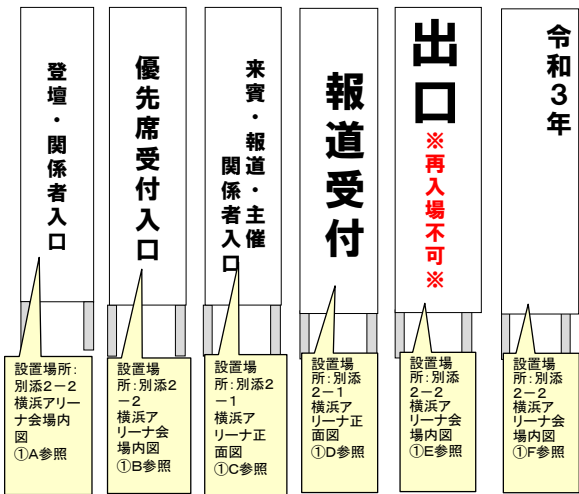 登壇・関係者入口
優先席受付入口
来賓・報道・主催
関係者入口
報道受付
出口
※再入場不可※
令和3年
設置場所:
別添2-2
横浜アリー
ナ会場内
図
①A参照
設置場
所:別添2
-2
横浜ア
リーナ会
場内図
①B参照
設置場
所:別添2
-1
横浜ア
リーナ正
面図
①C参照
設置場
所:別添
2-1
横浜ア
リーナ正
面図
①D参照
設置場
所:別添
2-2
横浜ア
リーナ会
場内図
①E参照
設置場
所:別添
2-2
横浜ア
リーナ会
場内図
①F参照